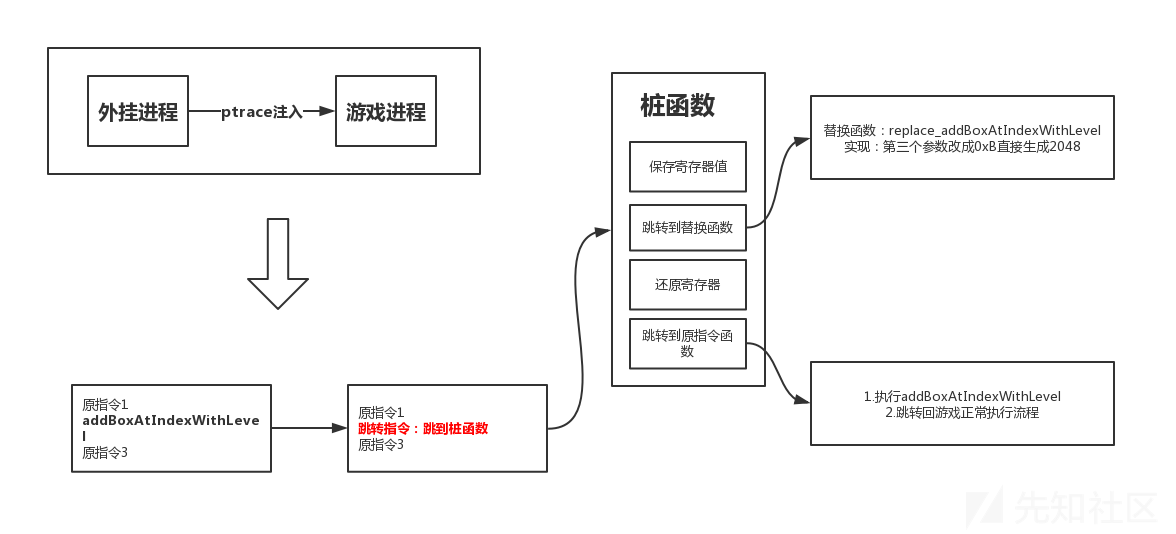 外挂进程
ptrace注入
游戏进程
原指令1
addBoxAtIndexWithLeve
l
原指令3
原指令1
跳转指令：跳到桩函数
原指令3
桩函数
保存寄存器值
跳转到替换函数
还原寄存器
跳转到原指令函
数
替换函数：replace_addBoxAtIndexWithLevel
实现：第三个参数改成0xB直接生成2048
1.执行addBoxAtIndexWithLevel
2.跳转回游戏正常执行流程
先知社区